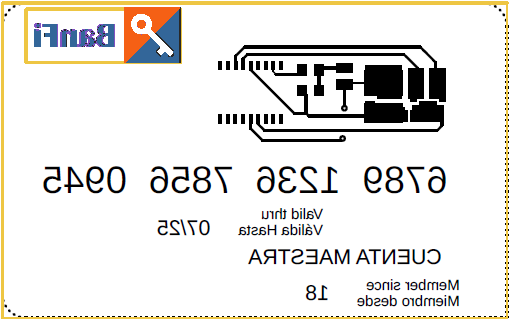 BanFi
6789 1236 7856 0945
Valid thru
Válida Hasta 07/25
CUENTA MAESTRA
Member since
Miembro desde 18